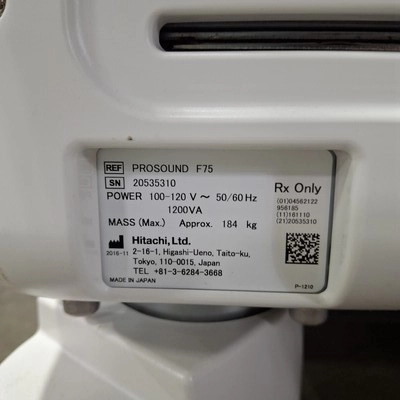 REF PROSOUND F75
SN 20535310
POWER 100-120 V ~ 50/60 Hz
1200VA
MASS (Max.) Approx. 184 kg
Hitachi, Ltd.
2016-11
2-16-1, Higashi-Ueno, Taito-ku,
Tokyo, 110-0015, Japan
TEL +81-3-6284-3668
MADE IN JAPAN
Rx Only
(01)04562122
956185
(11)161110
(21)20535310
P-1210